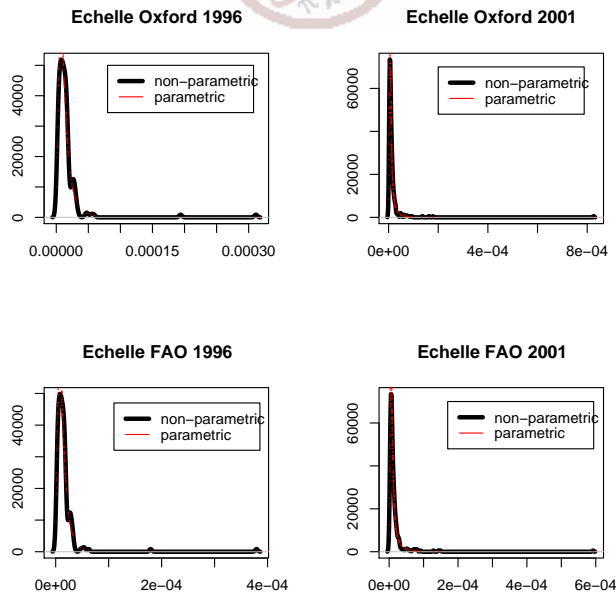 Echelle Oxford 1996
non−parametric
parametric
0 20000 40000
0.00000 0.00015 0.00030
Echelle Oxford 2001
non−parametric
parametric
0 20000 60000
0e+00 4e−04 8e−04
Echelle FAO 1996
non−parametric
parametric
0 20000 40000
0e+00 2e−04 4e−04
Echelle FAO 2001
non−parametric
parametric
0 20000 60000
0e+00 2e−04 4e−04 6e−04